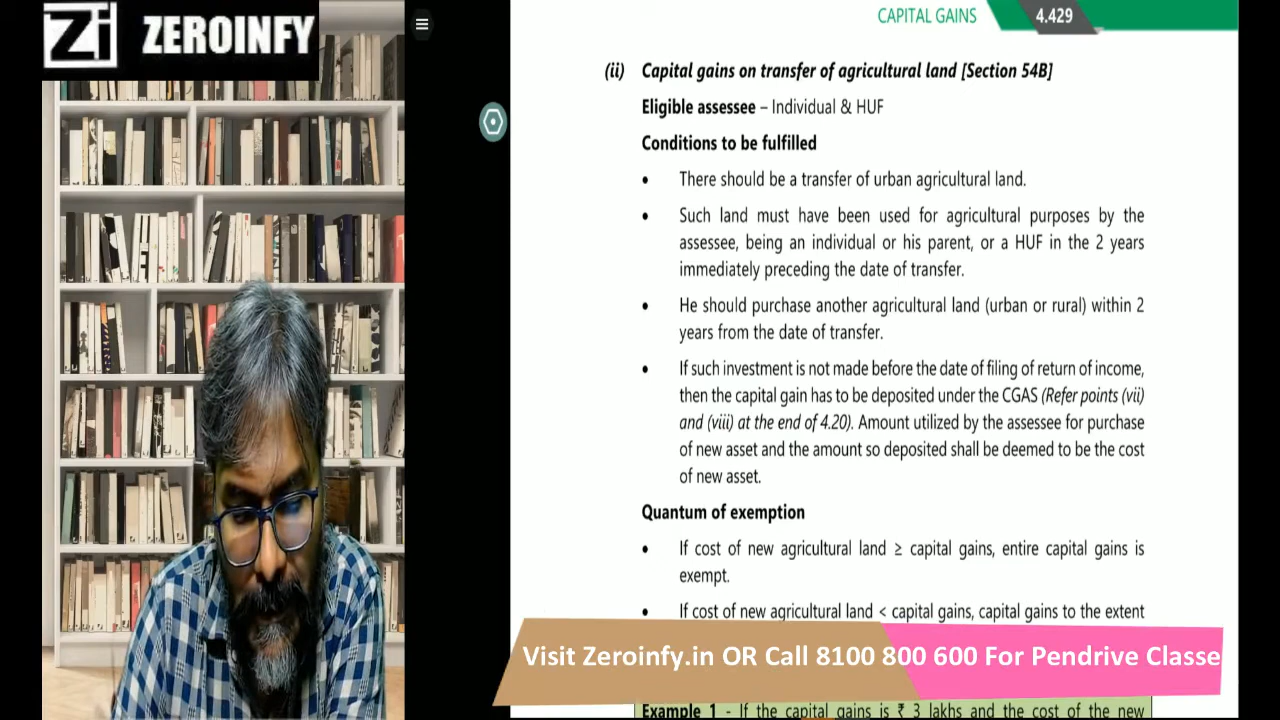 Zi ZEROINFY
CAPITAL GAINS 4.429
(ii) Capital gains on transfer of agricultural land [Section 54B]
Eligible assessee – Individual & HUF
Conditions to be fulfilled
• There should be a transfer of urban agricultural land.
• Such land must have been used for agricultural purposes by the
assessee, being an individual or his parent, or a HUF in the 2 years
immediately preceding the date of transfer.
• He should purchase another agricultural land (urban or rural) within 2
years from the date of transfer.
• If such investment is not made before the date of filing of return of income,
then the capital gain has to be deposited under the CGAS (Refer points (vii)
and (viii) at the end of 4.20). Amount utilized by the assessee for purchase
of new asset and the amount so deposited shall be deemed to be the cost
of new asset.
Quantum of exemption
• If cost of new agricultural land ≥ capital gains, entire capital gains is
exempt.
• If cost of new agricultural land < capital gains, capital gains to the extent
Visit Zeroinfy.in OR Call 8100 800 600 For Pendrive Classe
Example 1 - If the capital gains is ₹ 3 lakhs and the cost of the new